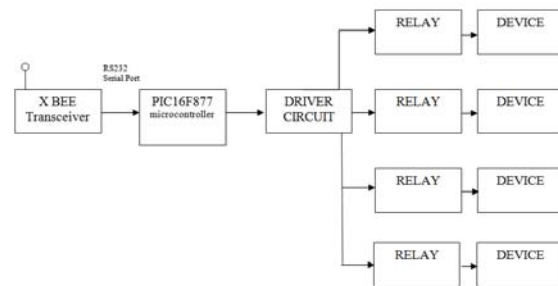 RELAY
DEVICE
RS232
Serial Port
X BEE
Transceiver
PIC16F877
microcontroller
DRIVER
CIRCUIT
RELAY
DEVICE
RELAY
DEVICE
RELAY
DEVICE